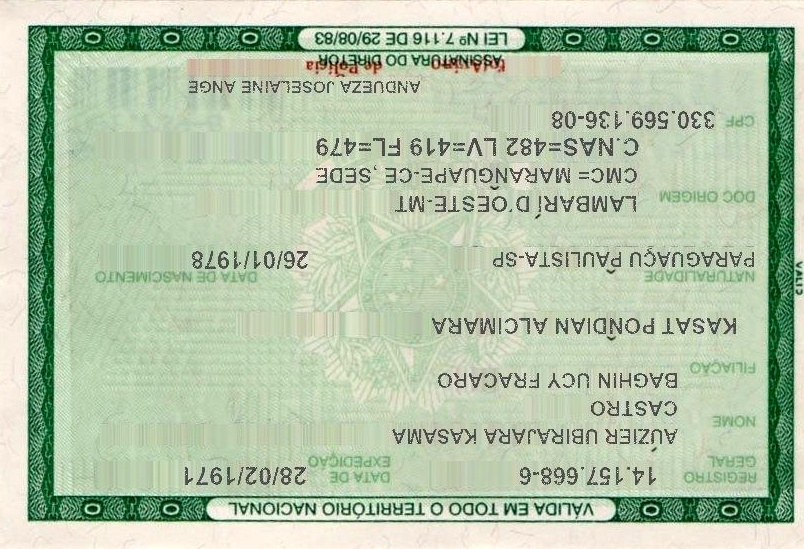 VÁLIDA EM TODO O TERRITÓRIO NACIONAL
REGISTRO GERAL 14.157.668-6 DATA DE EXPEDIÇÃO 28/02/1971
NOME AUZIER UBIRAJARA KASAMA
CASTRO
FILIAÇÃO BAGHIN UCY FRACARO
KASAT PONDIAN ALCIMARA
NATURALIDADE DATA DE NASCIMENTO
PARAGUAÇU PAULISTA-SP 26/01/1978
DOC ORIGEM LAMBARÍ D'OESTE-MT
CMC= MARANGUAPE-CE ,SEDE
C.NAS=482 LV=419 FL=479
CPF 330.569.136-08
ANDUEZA JOSELAINE ANGE
ASSINATURA DO DIRETOR
de Polícia
LEI Nº 7.116 DE 29/08/83